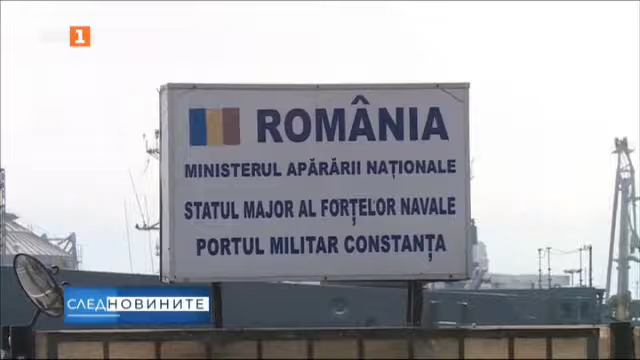 1
ROMÂNIA
MINISTERUL APĂRĂRII NAȚIONALE
STATUL MAJOR AL FORȚELOR NAVALE
PORTUL MILITAR CONSTANȚA
СЛЕДНОВИНИТЕ